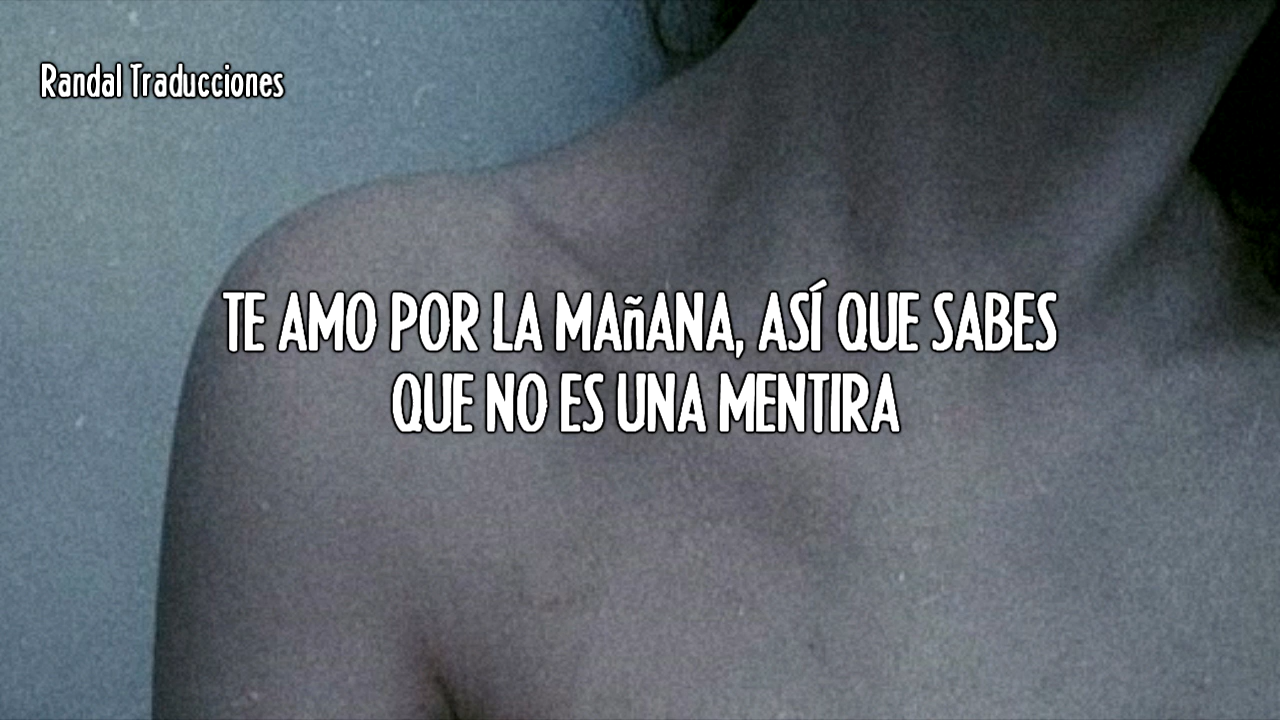 Randal Traducciones
TE AMO POR LA MAñANA, ASÍ QUE SABES
QUE NO ES UNA MENTIRA